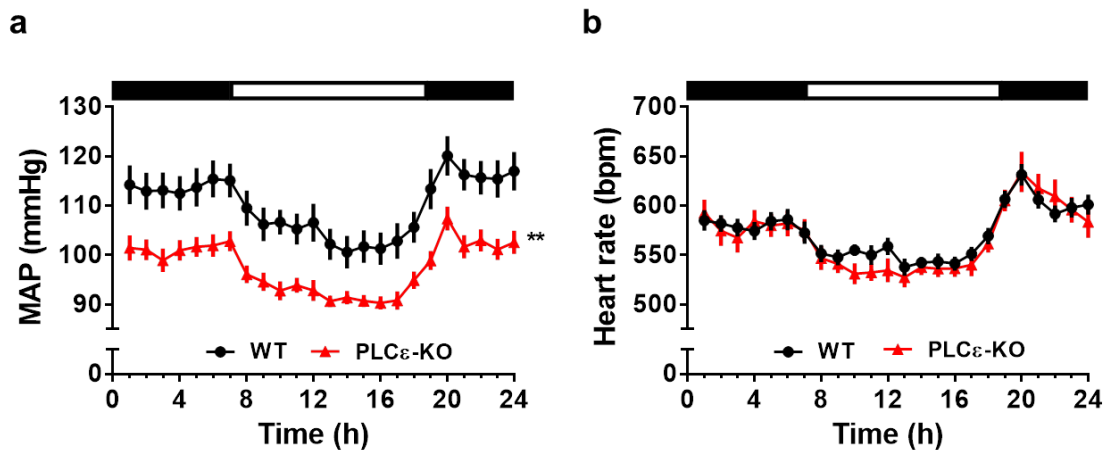 a
MAP (mmHg)
130
120
110
100
90
0
**
WT PLCε-KO
0 4 8 12 16 20 24
Time (h)
b
Heart rate (bpm)
700
650
600
550
500
0
WT PLCε-KO
0 4 8 12 16 20 24
Time (h)